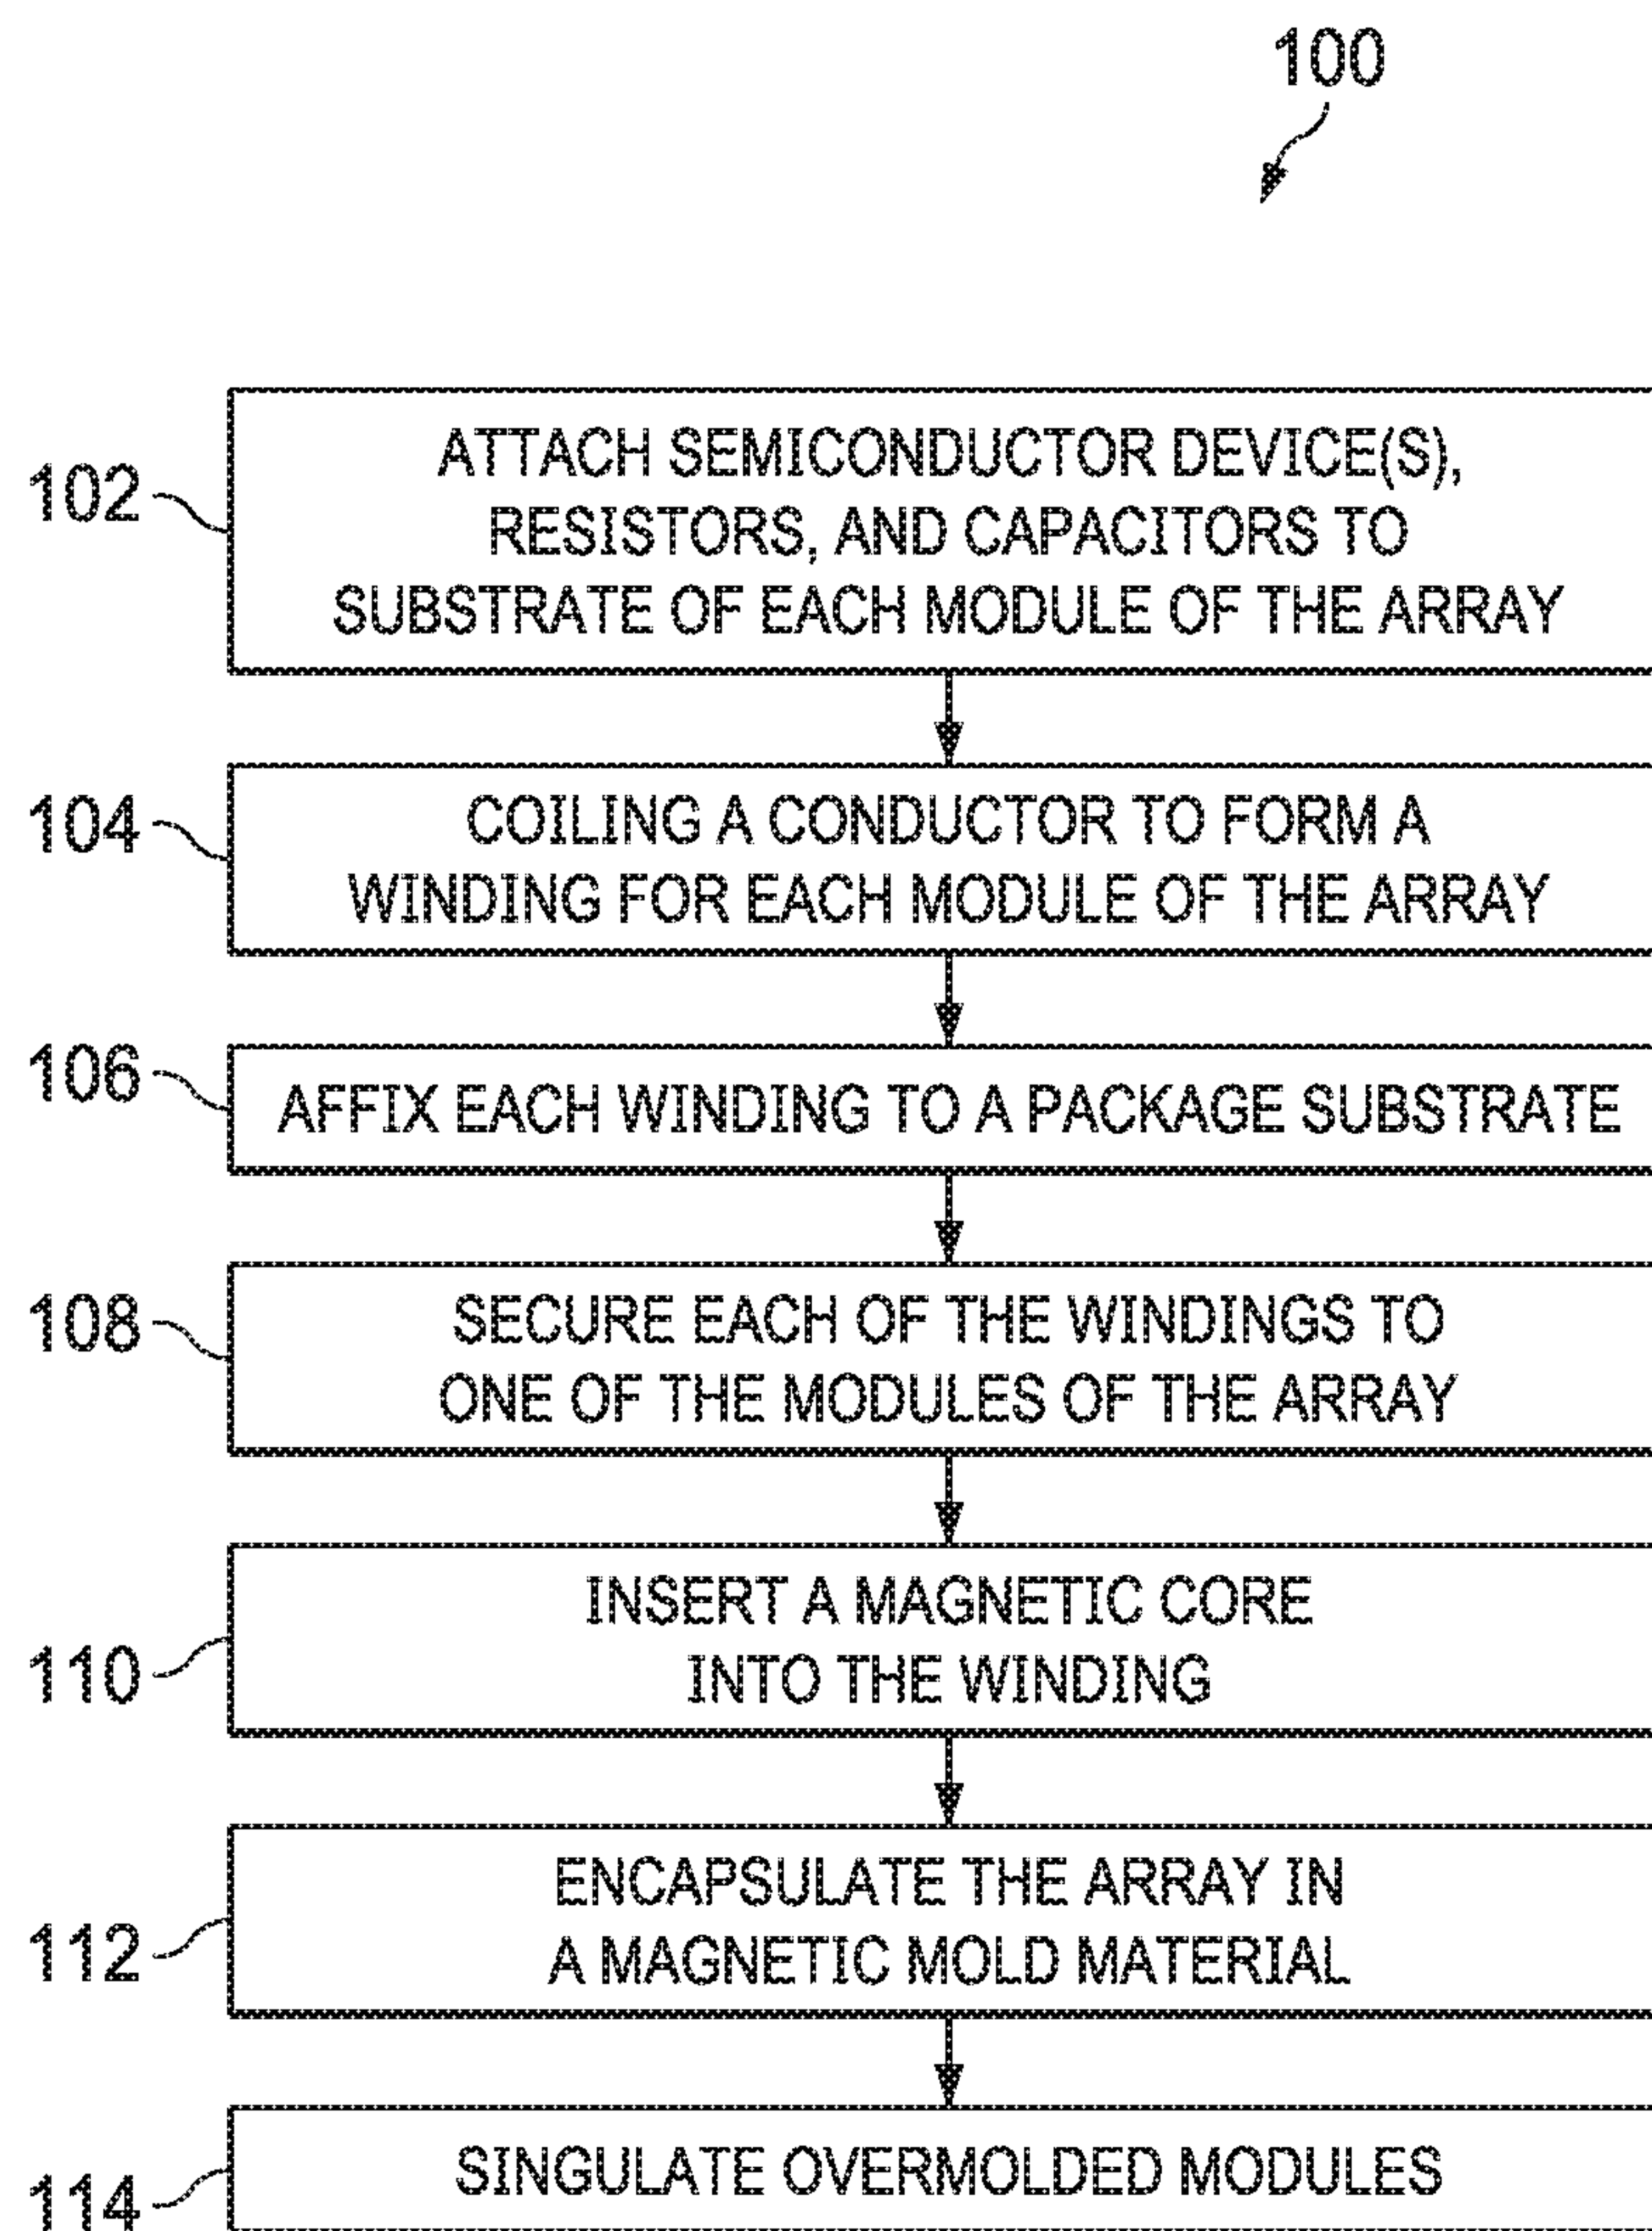 100
102
ATTACH SEMICONDUCTOR DEVICE(S),
RESISTORS, AND CAPACITORS TO
SUBSTRATE OF EACH MODULE OF THE ARRAY
104
COILING A CONDUCTOR TO FORM A
WINDING FOR EACH MODULE OF THE ARRAY
106
AFFIX EACH WINDING TO A PACKAGE SUBSTRATE
108
SECURE EACH OF THE WINDINGS TO
ONE OF THE MODULES OF THE ARRAY
110
INSERT A MAGNETIC CORE
INTO THE WINDING
112
ENCAPSULATE THE ARRAY IN
A MAGNETIC MOLD MATERIAL
114
SINGULATE OVERMOLDED MODULES